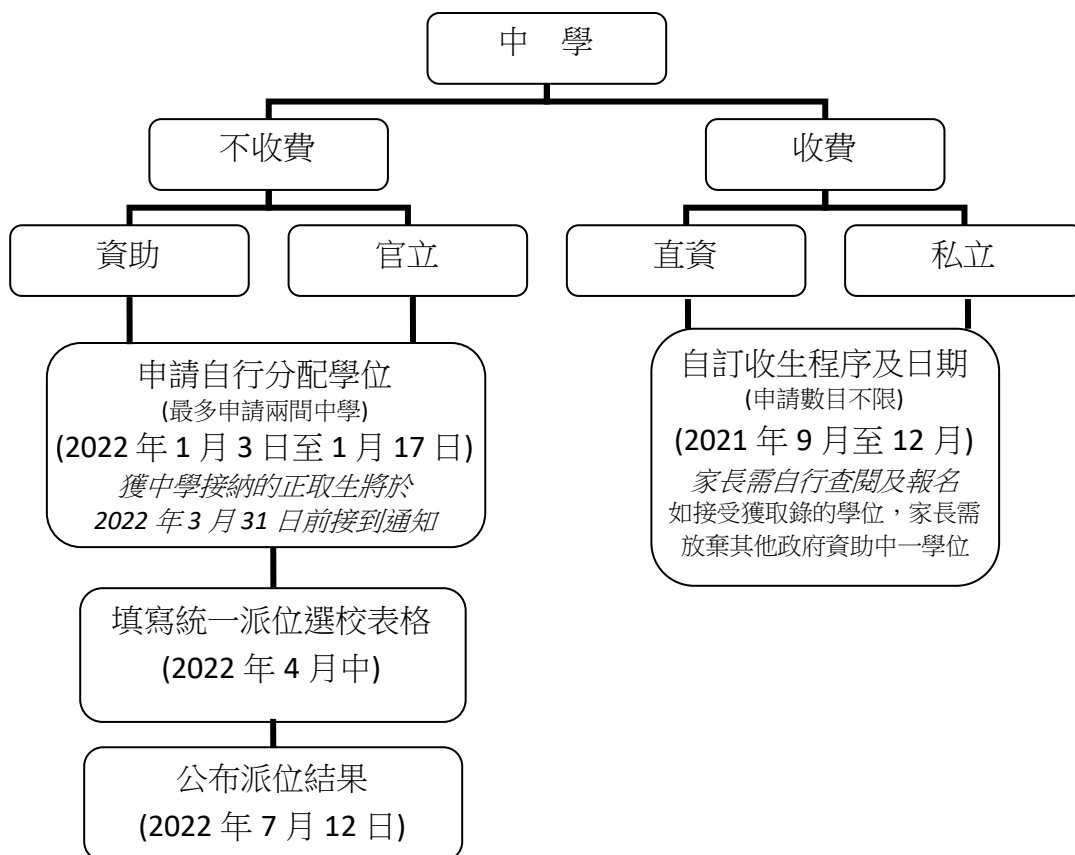 中 學
不收費
收費
資助
官立
直資
私立
申請自行分配學位
(最多申請兩間中學)
(2022 年 1 月 3 日至 1 月 17 日)
獲中學接納的正取生將於
2022 年 3 月 31 日前接到通知
自訂收生程序及日期
(申請數目不限)
(2021 年 9 月至 12 月)
家長需自行查閱及報名
如接受獲取錄的學位，家長需
放棄其他政府資助中一學位
填寫統一派位選校表格
(2022 年 4 月中)
公布派位結果
(2022 年 7 月 12 日)